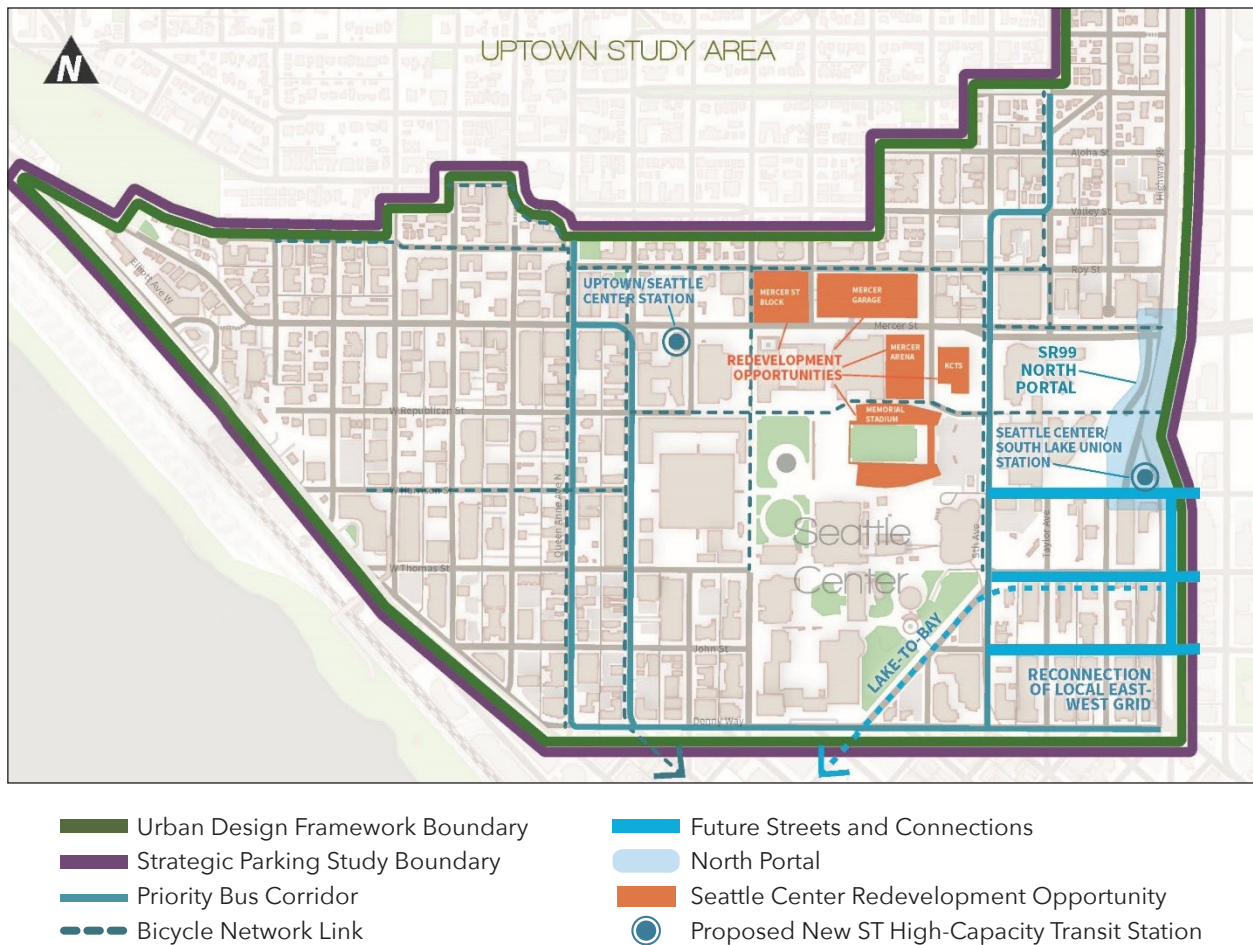 N
UPTOWN STUDY AREA
Aloha St
Highway 99
Valley St
Elliott Ave W
Roy St
UPTOWN/SEATTLE
CENTER STATION
MERCER ST
BLOCK
MERCER
GARAGE
Mercer St
REDEVELOPMENT
OPPORTUNITIES
MERCER
ARENA
KCTS
SR99
NORTH
PORTAL
W Republican St
MEMORIAL
STADIUM
SEATTLE CENTER/
SOUTH LAKE UNION
STATION
W Harrison St
Queen Anne Ave N
Seattle
Center
5th Ave
Taylor Ave
W Thomas St
LAKE-TO-BAY
John St
RECONNECTION
OF LOCAL EAST-
WEST GRID
Denny Way
Urban Design Framework Boundary
Strategic Parking Study Boundary
Priority Bus Corridor
Bicycle Network Link
Future Streets and Connections
North Portal
Seattle Center Redevelopment Opportunity
Proposed New ST High-Capacity Transit Station